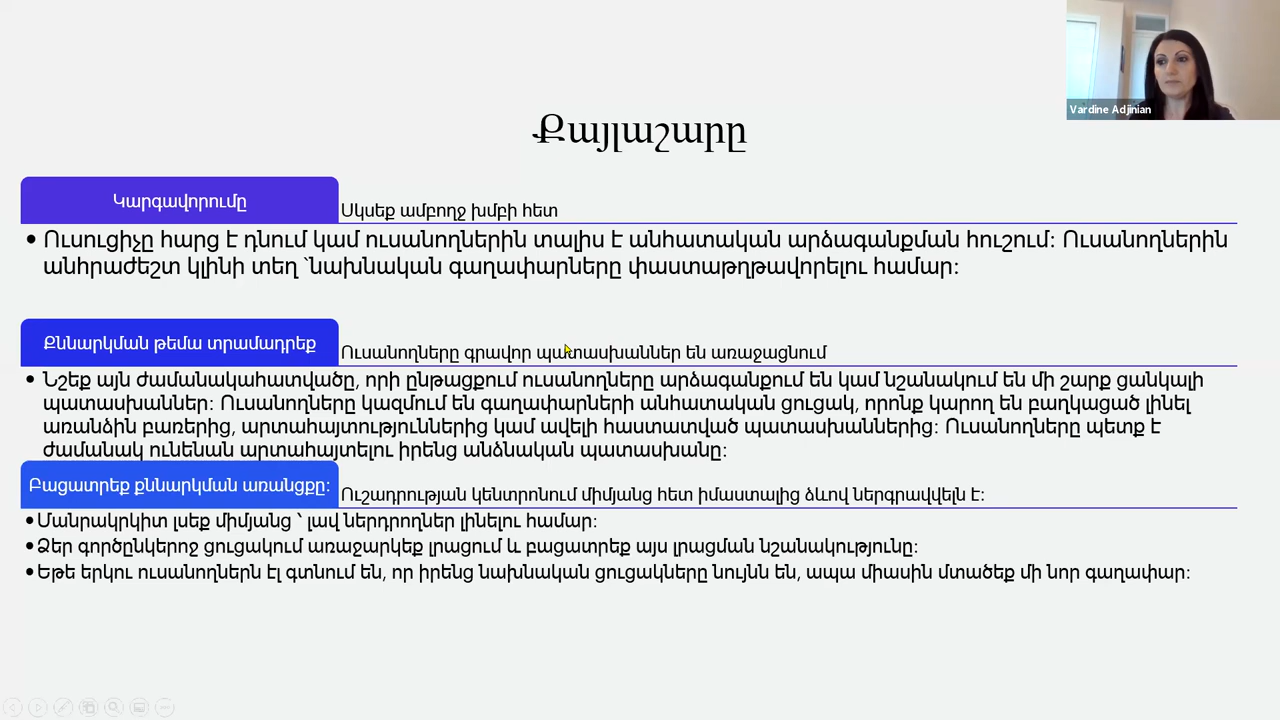 Vardine Adjinian
Քայլաշարը
Կարգավորումը
Սկսեք ամբողջ խմբի հետ
• Ուսուցիչը հարց է դնում կամ ուսանողներին տալիս է անհատական արձագանքման հուշում: Ուսանողներին
անհրաժեշտ կլինի տեղ `նախնական գաղափարները փաստաթղթավորելու համար:
Քննարկման թեմա տրամադրեք
Ուսանողները գրավոր պատասխաններ են առաջացնում
• Նշեք այն ժամանակահատվածը, որի ընթացքում ուսանողները արձագանքում են կամ նշանակում են մի շարք ցանկալի
պատասխաններ: Ուսանողները կազմում են գաղափարների անհատական ցուցակ, որոնք կարող են բաղկացած լինել
առանձին բառերից, արտահայտություններից կամ ավելի հաստատված պատասխաններից: Ուսանողները պետք է
ժամանակ ունենան արտահայտելու իրենց անձնական պատասխանը:
Բացատրեք քննարկման առանցքը:
Ուշադրության կենտրոնում միմյանց հետ իմաստալից ձևով ներգրավվելն է:
•Մանրակրկիտ լսեք միմյանց ՝ լավ ներդրողներ լինելու համար:
•Ձեր գործընկերոջ ցուցակում առաջարկեք լրացում և բացատրեք այս լրացման նշանակությունը:
•Եթե երկու ուսանողներն էլ գտնում են, որ իրենց նախնական ցուցակները նույնն են, ապա միասին մտածեք մի նոր գաղափար: